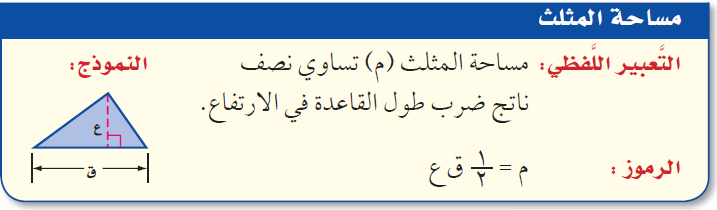 مساحة المثلث
التَّعبير اللَّفظي: مساحة المثلث (م) تساوي نصف
ناتج ضرب طول القاعدة في الارتفاع.
الرموز: م = ١/٢ ق ع
النموذج:
ع
ق